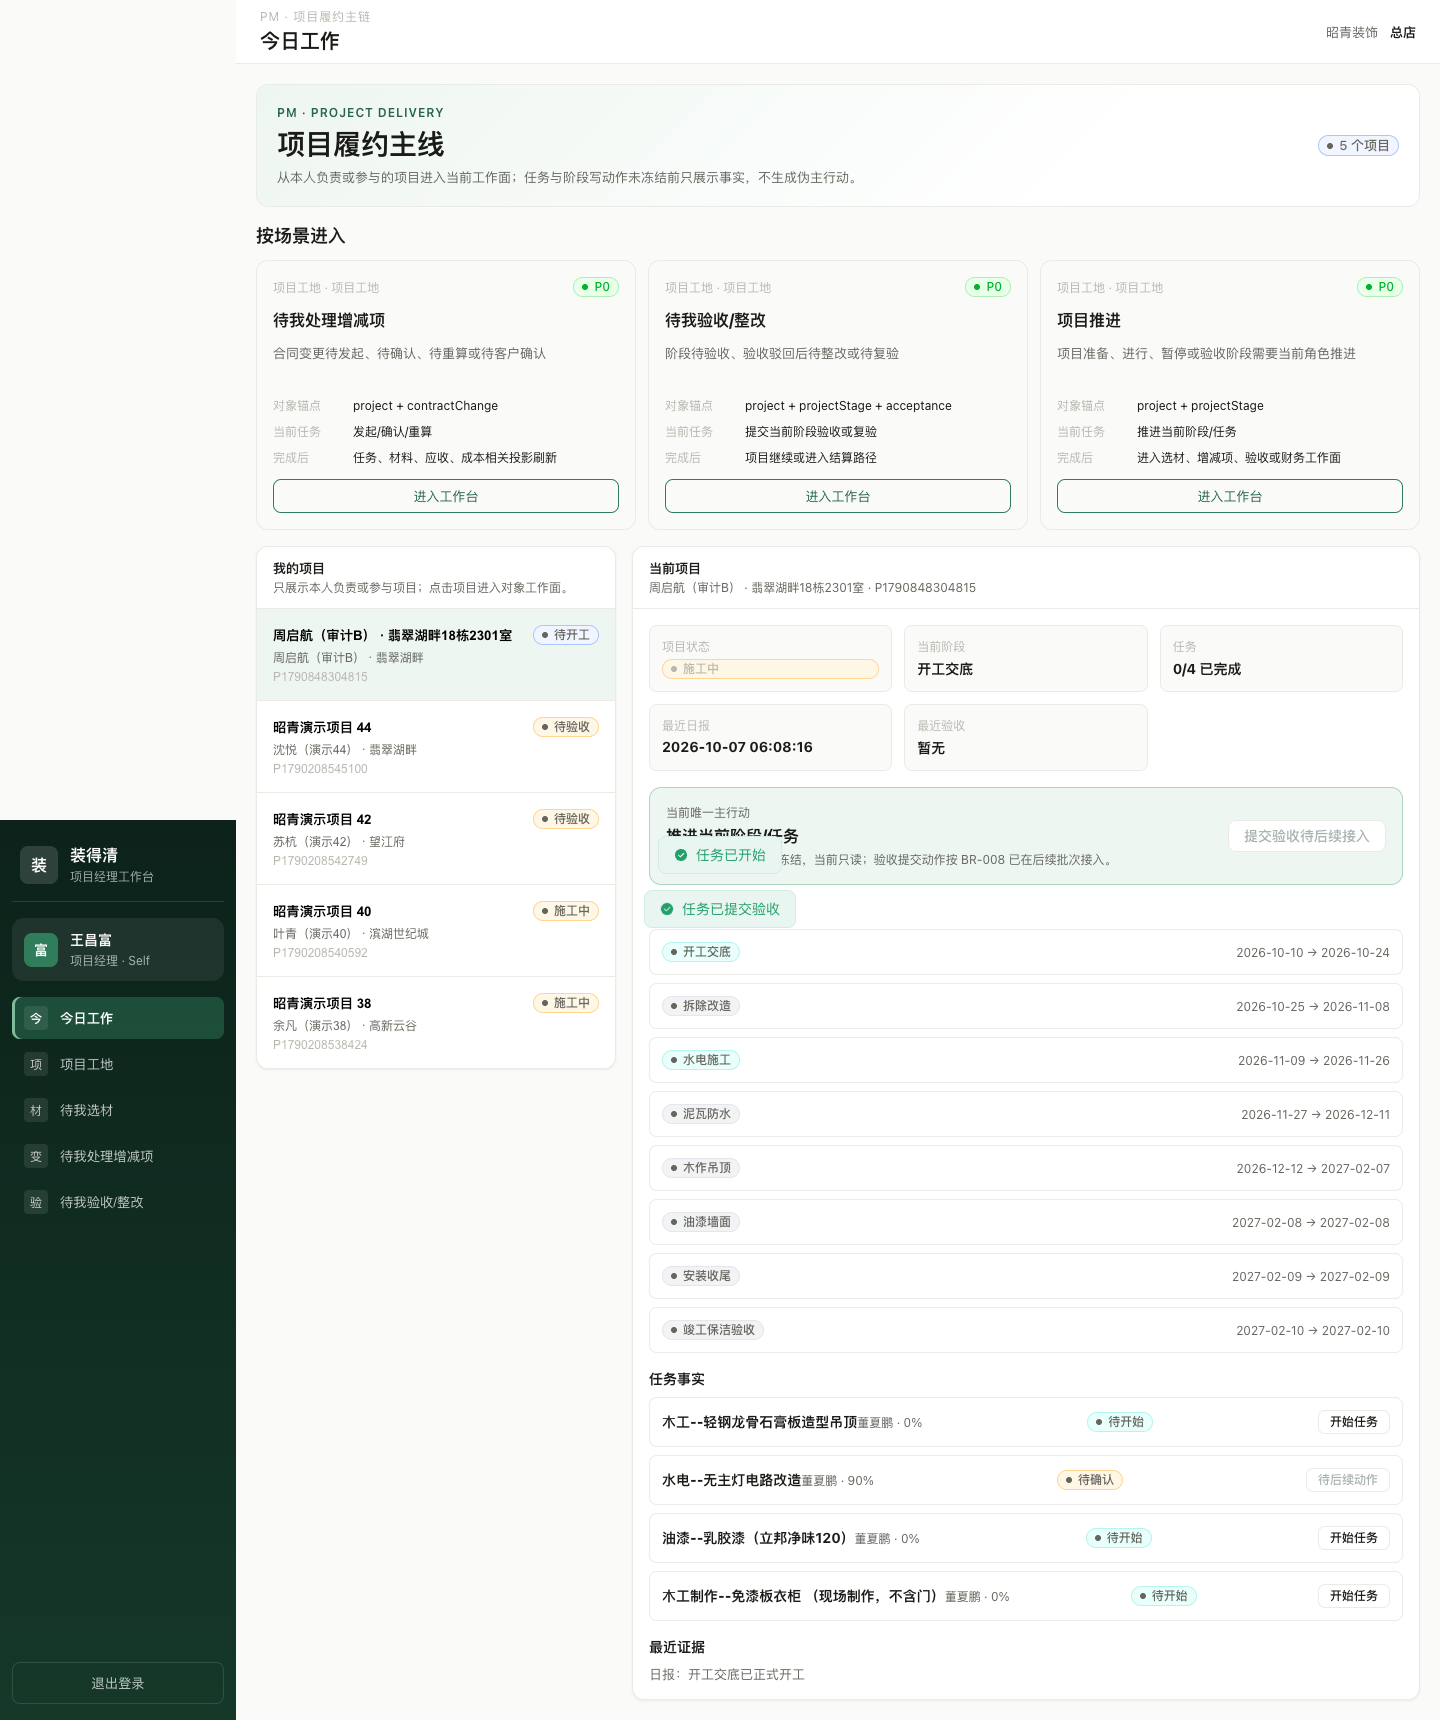 PM · 项目履约主链
今日工作
昭青装饰 总店
PM · PROJECT DELIVERY
项目履约主线
从本人负责或参与的项目进入当前工作面；任务与阶段写动作未冻结前只展示事实，不生成伪主行动。
5 个项目
按场景进入
项目工地 · 项目工地
P0
待我处理增减项
合同变更待发起、待确认、待重算或待客户确认
对象锚点 project + contractChange
当前任务 发起/确认/重算
完成后 任务、材料、应收、成本相关投影刷新
进入工作台
项目工地 · 项目工地
P0
待我验收/整改
阶段待验收、验收驳回后待整改或待复验
对象锚点 project + projectStage + acceptance
当前任务 提交当前阶段验收或复验
完成后 项目继续或进入结算路径
进入工作台
项目工地 · 项目工地
P0
项目推进
项目准备、进行、暂停或验收阶段需要当前角色推进
对象锚点 project + projectStage
当前任务 推进当前阶段/任务
完成后 进入选材、增减项、验收或财务工作面
进入工作台
我的项目
只展示本人负责或参与项目；点击项目进入对象工作面。
周启航（审计B） · 翡翠湖畔18栋2301室
待开工
周启航（审计B） · 翡翠湖畔
P1790848304815
昭青演示项目 44
待验收
沈悦（演示44） · 翡翠湖畔
P1790208545100
昭青演示项目 42
待验收
苏杭（演示42） · 望江府
P1790208542749
昭青演示项目 40
施工中
叶青（演示40） · 滨湖世纪城
P1790208540592
昭青演示项目 38
施工中
余凡（演示38） · 高新云谷
P1790208538424
当前项目
周启航（审计B） · 翡翠湖畔18栋2301室 · P1790848304815
项目状态
施工中
当前阶段
开工交底
任务
0/4 已完成
最近日报
2026-10-07 06:08:16
最近验收
暂无
当前唯一主行动
推进当前阶段/任务
冻结，当前只读；验收提交动作按 BR-008 已在后续批次接入。
提交验收待后续接入
任务已开始
任务已提交验收
开工交底 2026-10-10 → 2026-10-24
拆除改造 2026-10-25 → 2026-11-08
水电施工 2026-11-09 → 2026-11-26
泥瓦防水 2026-11-27 → 2026-12-11
木作吊顶 2026-12-12 → 2027-02-07
油漆墙面 2027-02-08 → 2027-02-08
安装收尾 2027-02-09 → 2027-02-09
竣工保洁验收 2027-02-10 → 2027-02-10
任务事实
木工--轻钢龙骨石膏板造型吊顶董夏鹏 · 0% 待开始 开始任务
水电--无主灯电路改造董夏鹏 · 90% 待确认 待后续动作
油漆--乳胶漆（立邦净味120）董夏鹏 · 0% 待开始 开始任务
木工制作--免漆板衣柜 （现场制作，不含门）董夏鹏 · 0% 待开始 开始任务
最近证据
日报：开工交底已正式开工
装
装得清
项目经理工作台
富
王昌富
项目经理 · Self
今 今日工作
项 项目工地
材 待我选材
变 待我处理增减项
验 待我验收/整改
退出登录